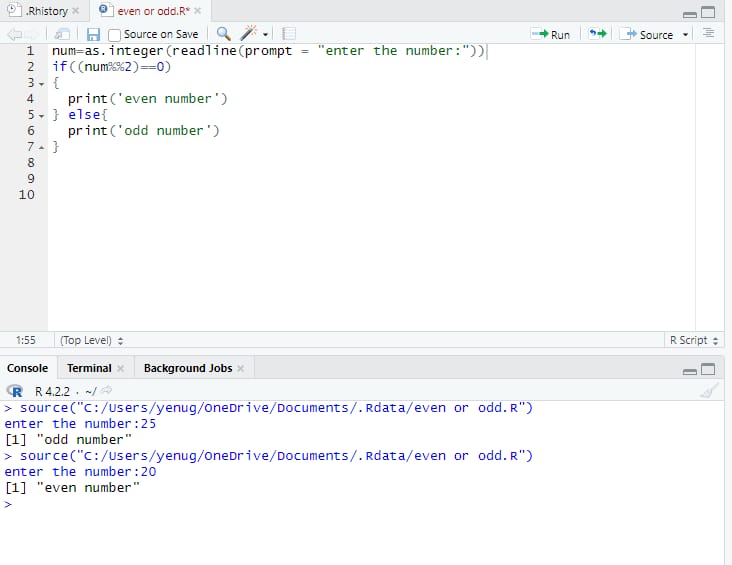 .Rhistory even or odd.R*
Source on Save Run Source
1 num=as.integer(readline(prompt = "enter the number:"))
2 if((num%%2)==0)
3 {
4 print('even number')
5 } else{
6 print('odd number')
7 }
8
9
10
1:55 (Top Level) R Script
Console Terminal Background Jobs
R R 4.2.2 · ~/
> source("C:/Users/yenug/OneDrive/Documents/.Rdata/even or odd.R")
enter the number:25
[1] "odd number"
> source("C:/Users/yenug/OneDrive/Documents/.Rdata/even or odd.R")
enter the number:20
[1] "even number"
>